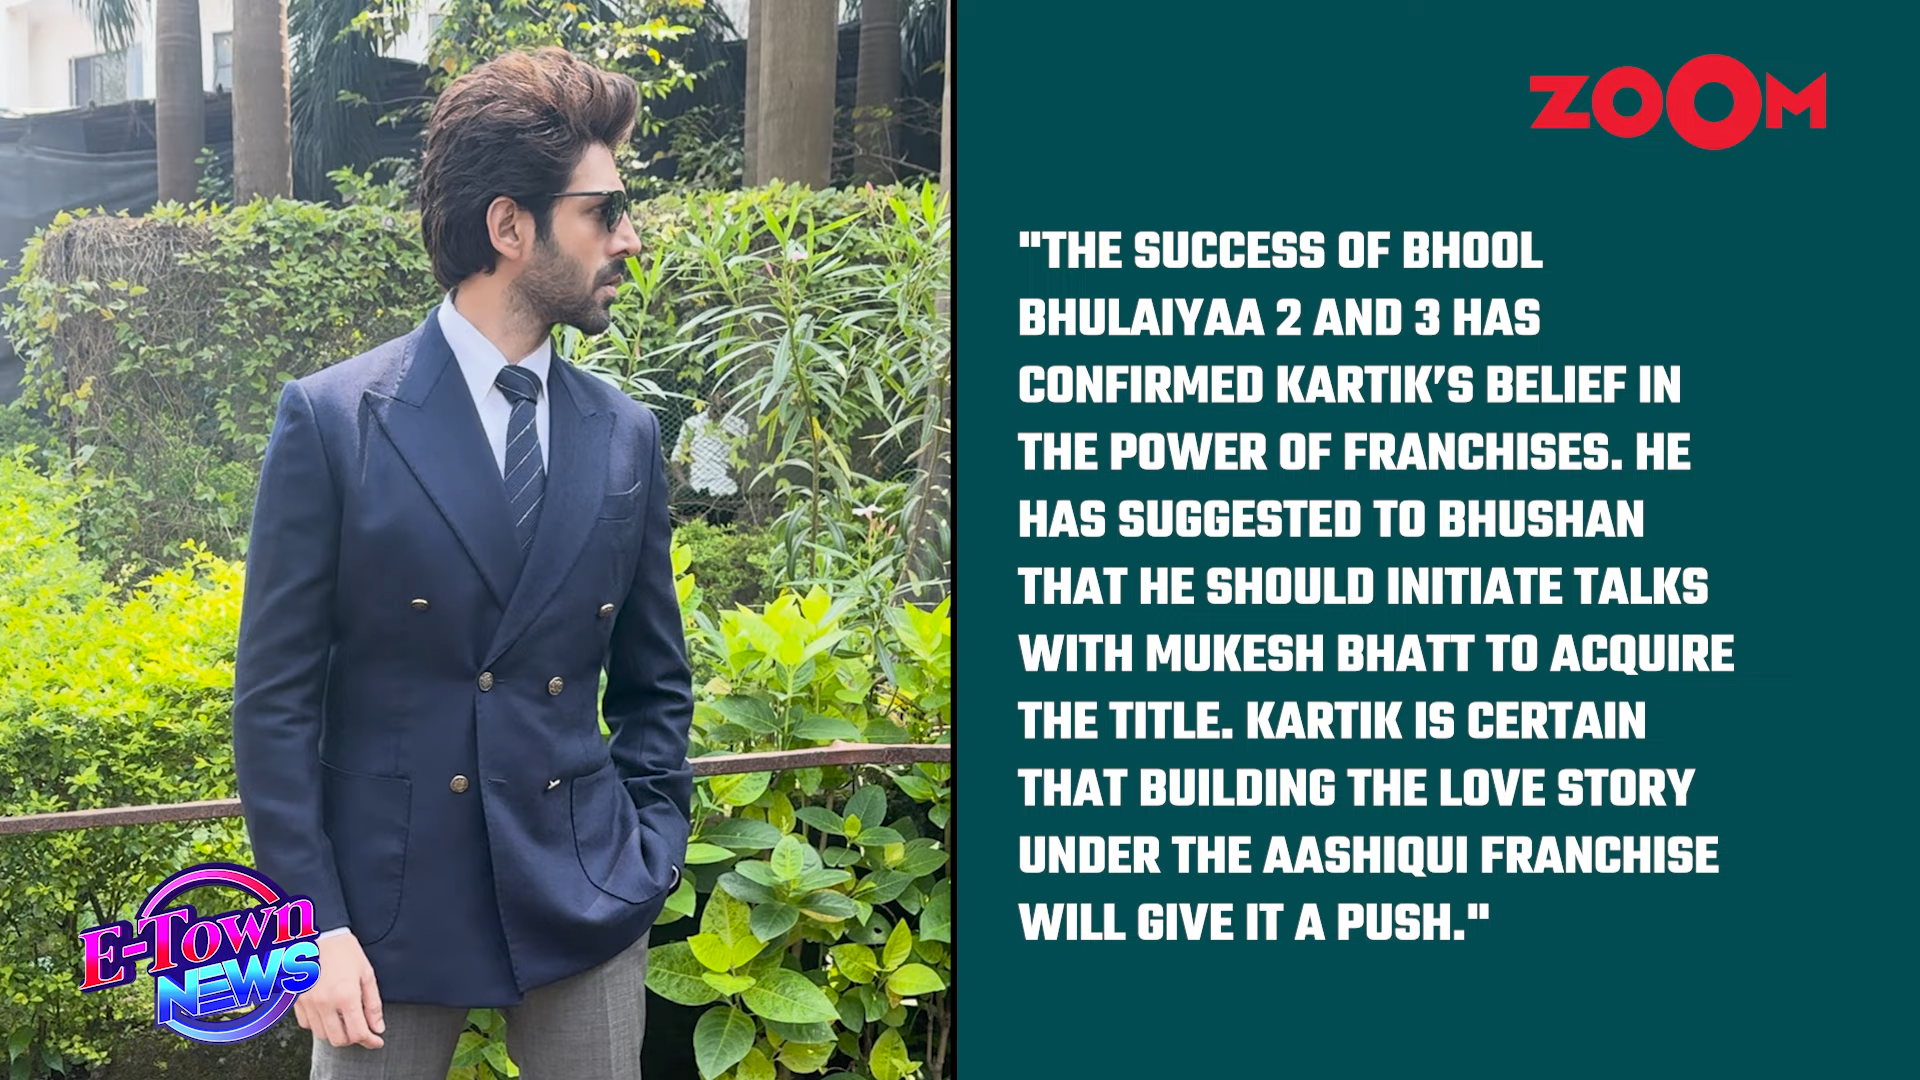 ZOOM
"THE SUCCESS OF BHOOL
BHULAIYAA 2 AND 3 HAS
CONFIRMED KARTIK’S BELIEF IN
THE POWER OF FRANCHISES. HE
HAS SUGGESTED TO BHUSHAN
THAT HE SHOULD INITIATE TALKS
WITH MUKESH BHATT TO ACQUIRE
THE TITLE. KARTIK IS CERTAIN
THAT BUILDING THE LOVE STORY
UNDER THE AASHIQUI FRANCHISE
WILL GIVE IT A PUSH."
E-TOWN
NEWS